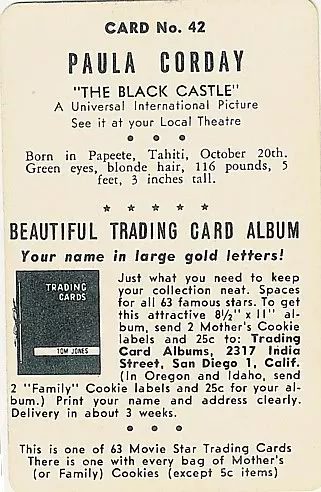 CARD No. 42
PAULA CORDAY
"THE BLACK CASTLE"
A Universal International Picture
See it at your Local Theatre
Born in Papeete, Tahiti, October 20th.
Green eyes, blonde hair, 116 pounds, 5
feet, 3 inches tall.
BEAUTIFUL TRADING CARD ALBUM
Your name in large gold letters!
TRADING
CARDS
TOM JONES
Just what you need to keep
your collection neat. Spaces
for all 63 famous stars. To get
this attractive 8½" x 11" al-
bum, send 2 Mother's Cookie
labels and 25c to: Trading
Card Albums, 2317 India
Street, San Diego 1, Calif.
(In Oregon and Idaho, send
2 "Family" Cookie labels and 25c for your al-
bum.) Print your name and address clearly.
Delivery in about 3 weeks.
This is one of 63 Movie Star Trading Cards
There is one with every bag of Mother's
(or Family) Cookies (except 5c items)